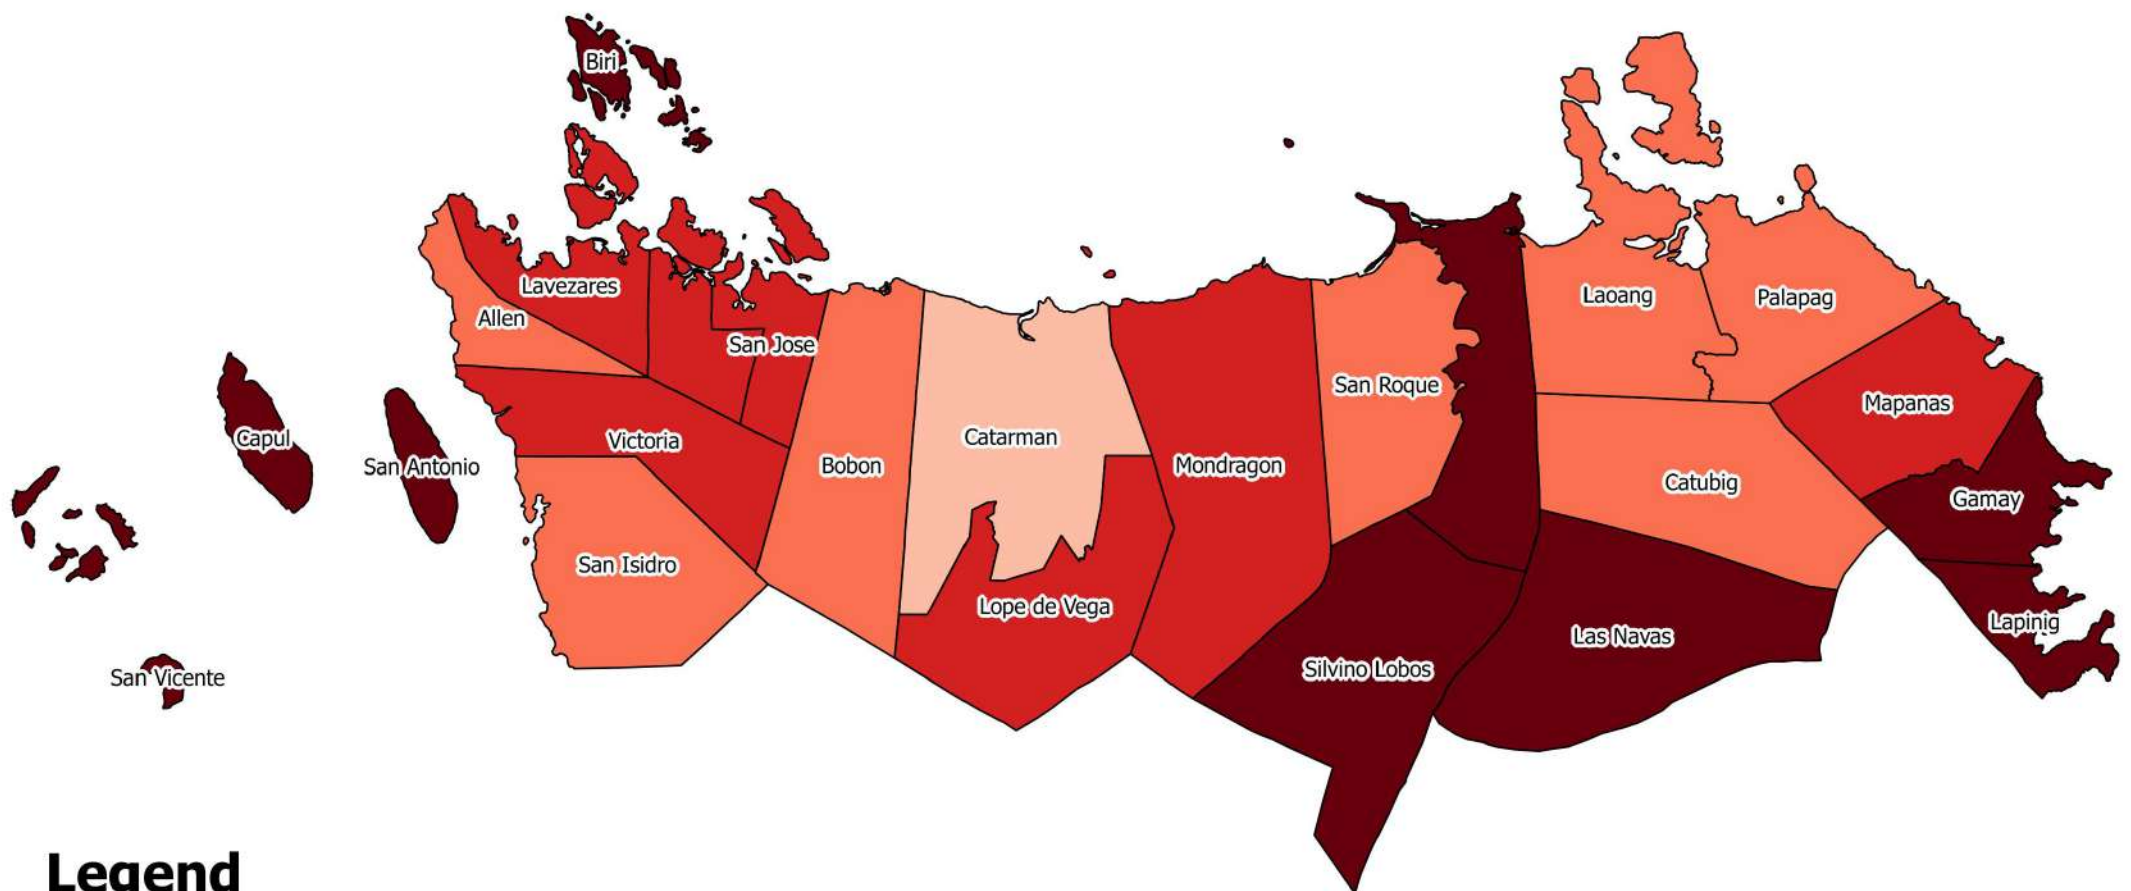 Biri
Lavezares
Allen
San Jose
Laoang
Palapag
San Roque
Mapanas
Capul
San Antonio
Victoria
Bobon
Catarman
Mondragon
Catubig
Gamay
San Isidro
Lope de Vega
Lapinig
Las Navas
Silvino Lobos
San Vicente
Legend